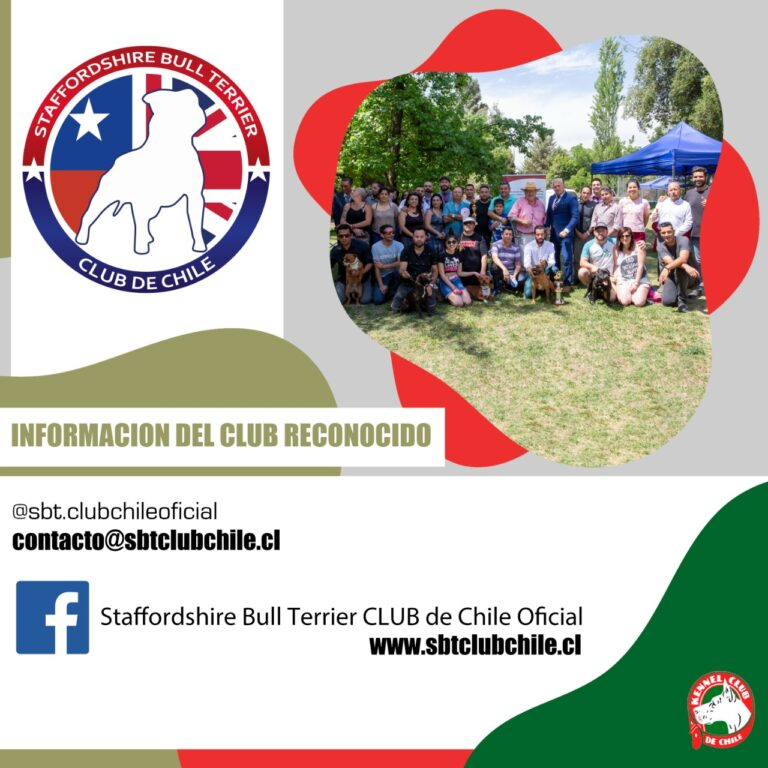 STAFFORDSHIRE BULL TERRIER
CLUB DE CHILE
INFORMACION DEL CLUB RECONOCIDO
@sbt.clubchileoficial
contacto@sbtclubchile.cl
f
Staffordshire Bull Terrier CLUB de Chile Oficial
www.sbtclubchile.cl
KENNEL CLUB
DE CHILE